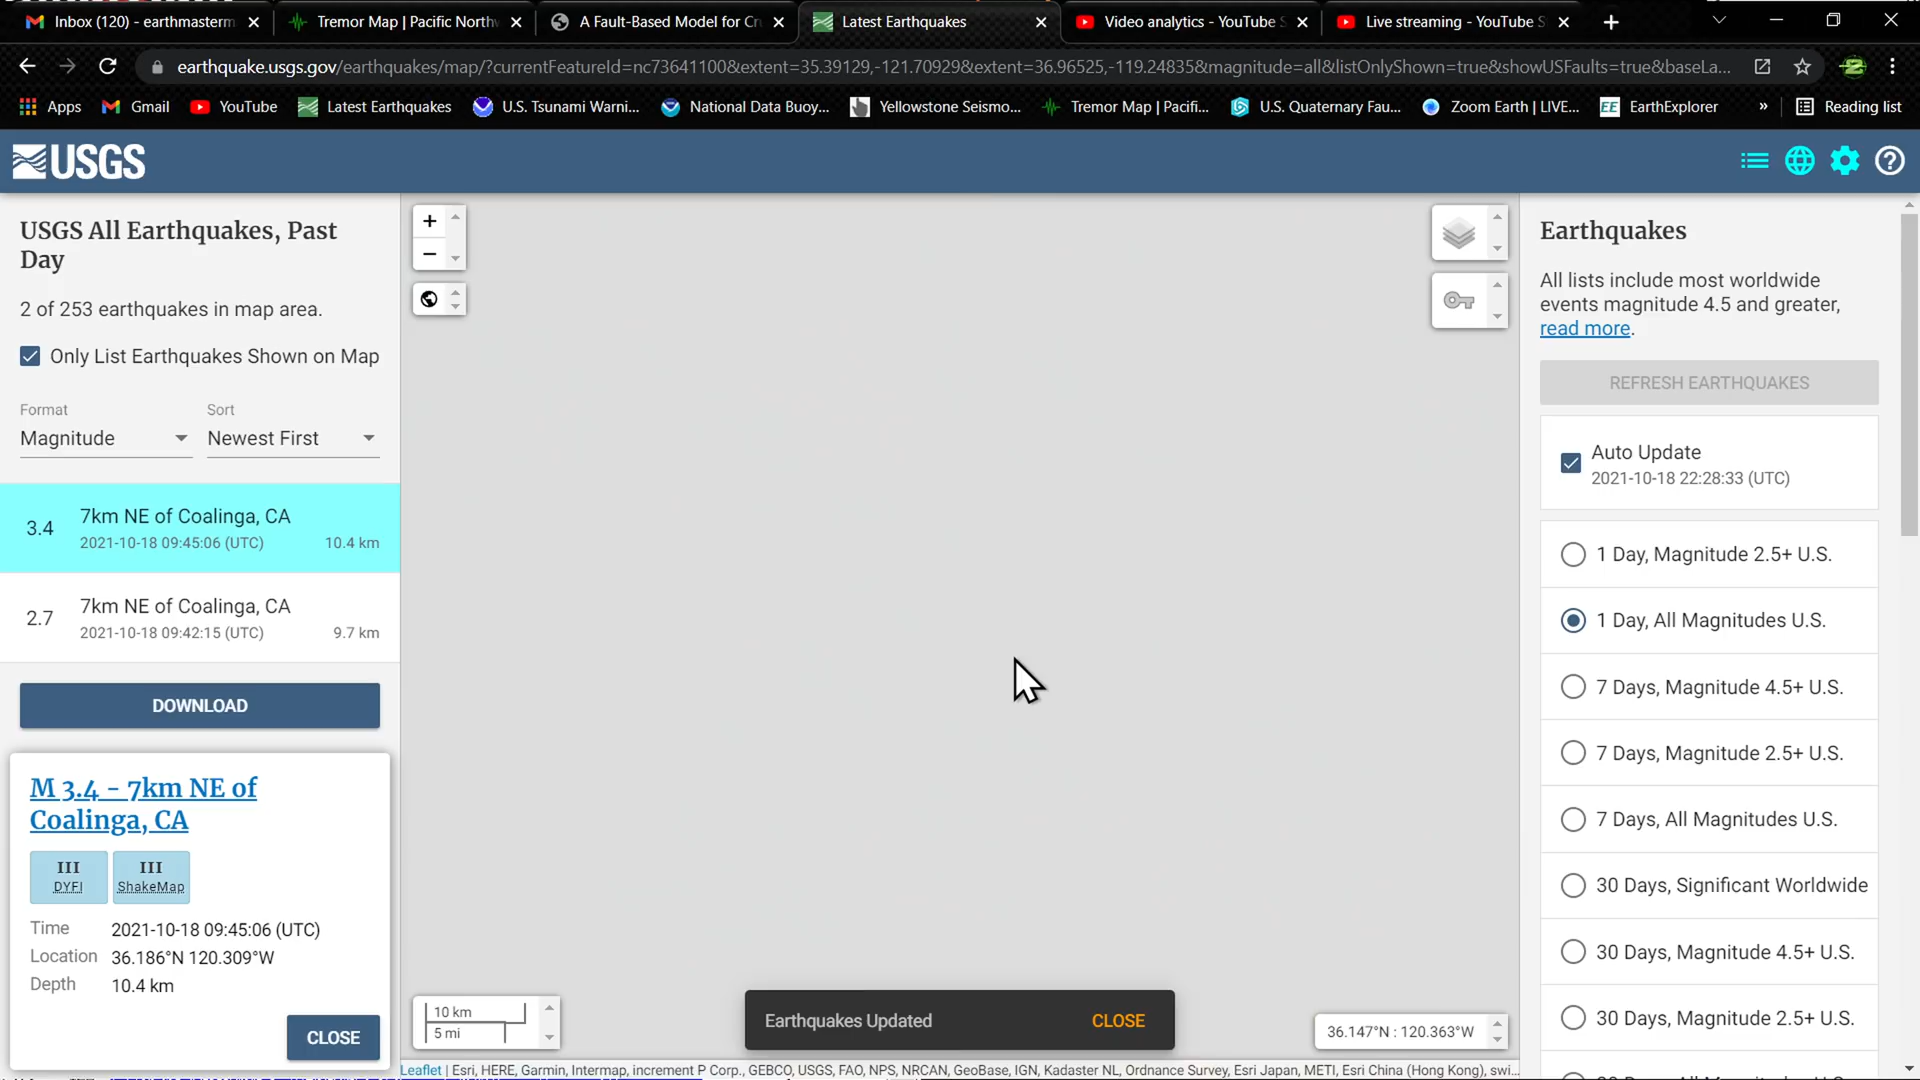 Inbox (120) - earthmasterm
Tremor Map | Pacific Northw
A Fault-Based Model for Cr
Latest Earthquakes
Video analytics - YouTube S
Live streaming - YouTube S
earthquake.usgs.gov/earthquakes/map/?currentFeatureId=nc73641100&extent=35.39129,-121.70929&extent=36.96525,-119.24835&magnitude=all&listOnlyShown=true&showUSFaults=true&baseLa...
Apps
Gmail
YouTube
Latest Earthquakes
U.S. Tsunami Warni...
National Data Buoy...
Yellowstone Seismo...
Tremor Map | Pacifi...
U.S. Quaternary Fau...
Zoom Earth | LIVE...
EE EarthExplorer
»
Reading list
USGS
USGS All Earthquakes, Past
Day
2 of 253 earthquakes in map area.
Only List Earthquakes Shown on Map
Format
Sort
Magnitude
Newest First
3.4
7km NE of Coalinga, CA
2021-10-18 09:45:06 (UTC)
10.4 km
2.7
7km NE of Coalinga, CA
2021-10-18 09:42:15 (UTC)
9.7 km
DOWNLOAD
M 3.4 - 7km NE of
Coalinga, CA
III
DYFI
III
ShakeMap
Time 2021-10-18 09:45:06 (UTC)
Location 36.186°N 120.309°W
Depth 10.4 km
CLOSE
+
−
10 km
5 mi
Earthquakes Updated
CLOSE
36.147°N : 120.363°W
Leaflet | Esri, HERE, Garmin, Intermap, increment P Corp., GEBCO, USGS, FAO, NPS, NRCAN, GeoBase, IGN, Kadaster NL, Ordnance Survey, Esri Japan, METI, Esri China (Hong Kong), swi...
Earthquakes
All lists include most worldwide
events magnitude 4.5 and greater,
read more.
REFRESH EARTHQUAKES
Auto Update
2021-10-18 22:28:33 (UTC)
1 Day, Magnitude 2.5+ U.S.
1 Day, All Magnitudes U.S.
7 Days, Magnitude 4.5+ U.S.
7 Days, Magnitude 2.5+ U.S.
7 Days, All Magnitudes U.S.
30 Days, Significant Worldwide
30 Days, Magnitude 4.5+ U.S.
30 Days, Magnitude 2.5+ U.S.